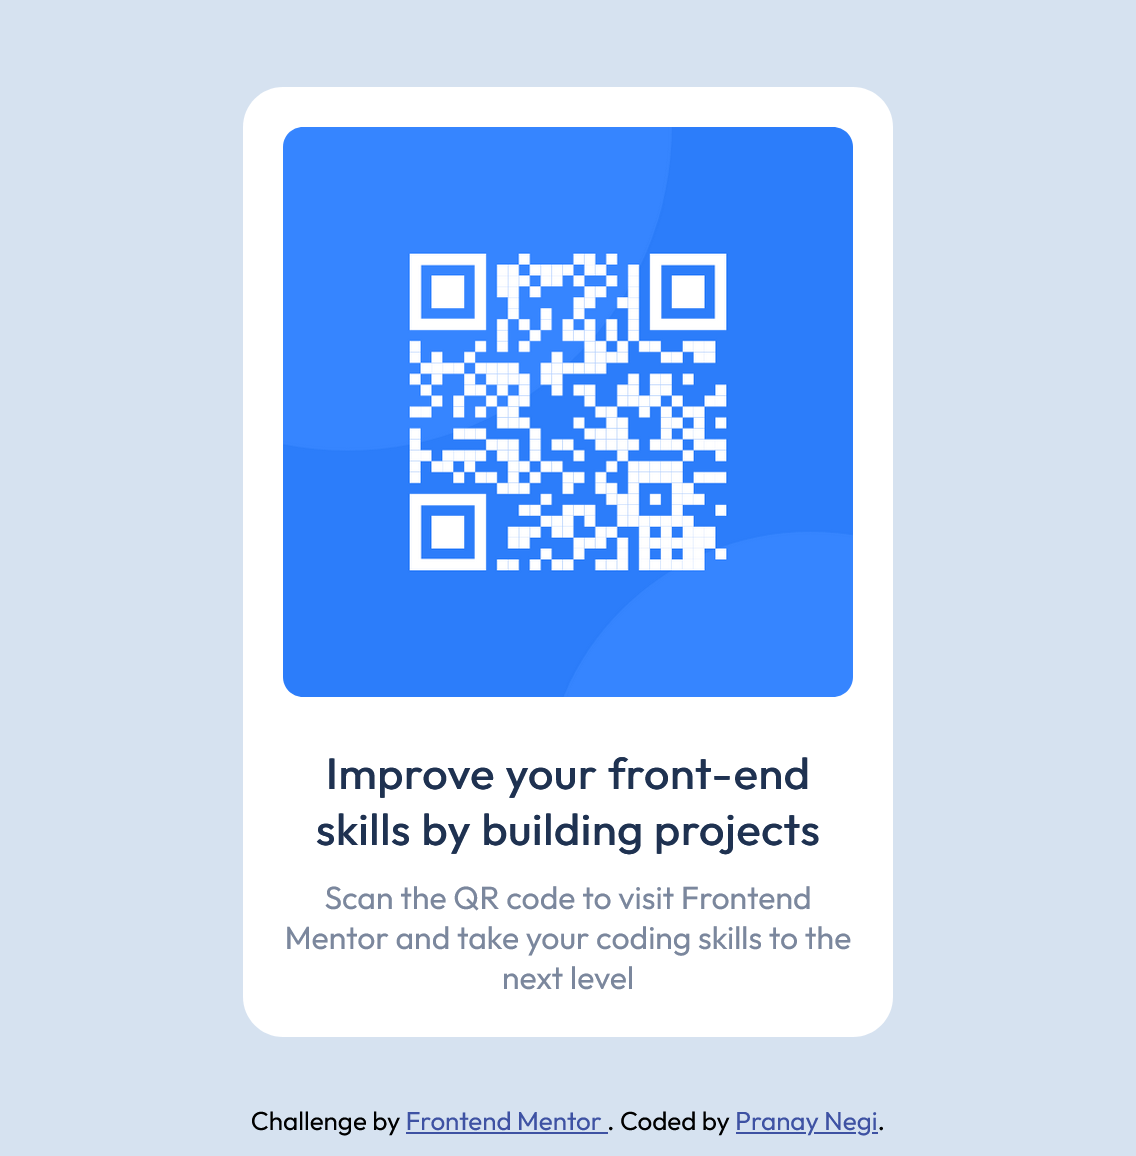 Improve your front-end
skills by building projects
Scan the QR code to visit Frontend
Mentor and take your coding skills to the
next level
Challenge by Frontend Mentor . Coded by Pranay Negi.